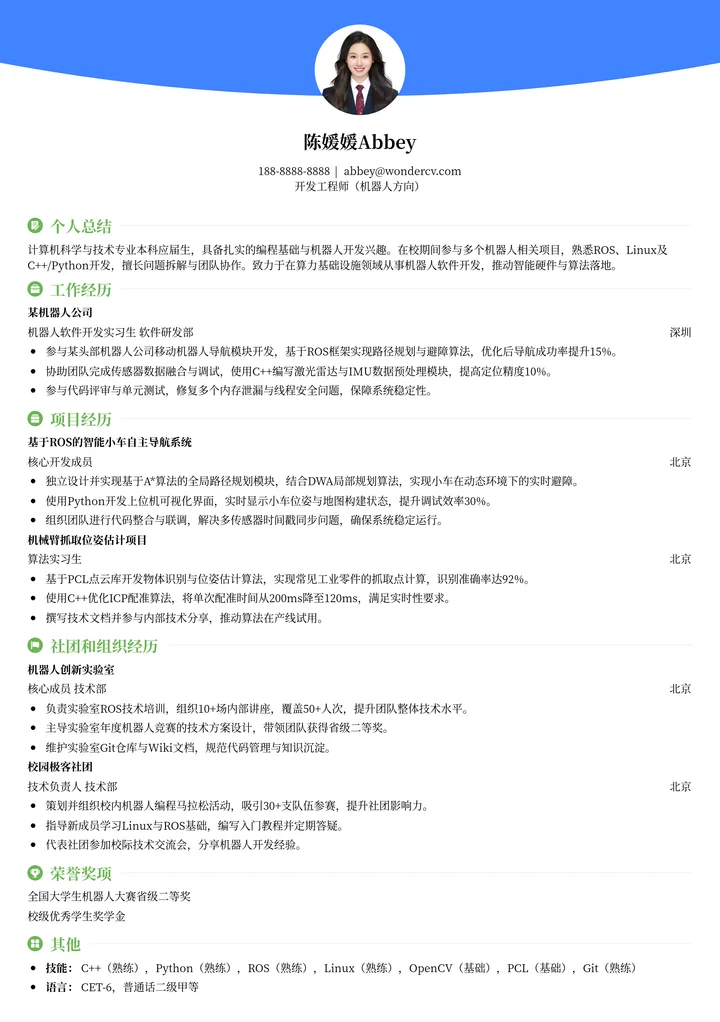 陈媛媛Abbey
188-8888-8888 | abbey@wondercv.com
开发工程师（机器人方向）
个人总结
计算机科学与技术专业本科应届生，具备扎实的编程基础与机器人开发兴趣。在校期间参与多个机器人相关项目，熟悉ROS、Linux及
C++/Python开发，擅长问题拆解与团队协作。致力于在算力基础设施领域从事机器人软件开发，推动智能硬件与算法落地。
工作经历
某机器人公司
机器人软件开发实习生 软件研发部 深圳
• 参与某头部机器人公司移动机器人导航模块开发，基于ROS框架实现路径规划与避障算法，优化后导航成功率提升15%。
• 协助团队完成传感器数据融合与调试，使用C++编写激光雷达与IMU数据预处理模块，提高定位精度10%。
• 参与代码评审与单元测试，修复多个内存泄漏与线程安全问题，保障系统稳定性。
项目经历
基于ROS的智能小车自主导航系统
核心开发成员 北京
• 独立设计并实现基于A*算法的全局路径规划模块，结合DWA局部规划算法，实现小车在动态环境下的实时避障。
• 使用Python开发上位机可视化界面，实时显示小车位姿与地图构建状态，提升调试效率30%。
• 组织团队进行代码整合与联调，解决多传感器时间戳同步问题，确保系统稳定运行。
机械臂抓取位姿估计项目
算法实习生 北京
• 基于PCL点云库开发物体识别与位姿估计算法，实现常见工业零件的抓取点计算，识别准确率达92%。
• 使用C++优化ICP配准算法，将单次配准时间从200ms降至120ms，满足实时性要求。
• 撰写技术文档并参与内部技术分享，推动算法在产线试用。
社团和组织经历
机器人创新实验室
核心成员 技术部 北京
• 负责实验室ROS技术培训，组织10+场内部讲座，覆盖50+人次，提升团队整体技术水平。
• 主导实验室年度机器人竞赛的技术方案设计，带领团队获得省级二等奖。
• 维护实验室Git仓库与Wiki文档，规范代码管理与知识沉淀。
校园极客社团
技术负责人 技术部 北京
• 策划并组织校内机器人编程马拉松活动，吸引30+支队伍参赛，提升社团影响力。
• 指导新成员学习Linux与ROS基础，编写入门教程并定期答疑。
• 代表社团参加校际技术交流会，分享机器人开发经验。
荣誉奖项
全国大学生机器人大赛省级二等奖
校级优秀学生奖学金
其他
• 技能： C++（熟练），Python（熟练），ROS（熟练），Linux（熟练），OpenCV（基础），PCL（基础），Git（熟练）
• 语言： CET-6，普通话二级甲等